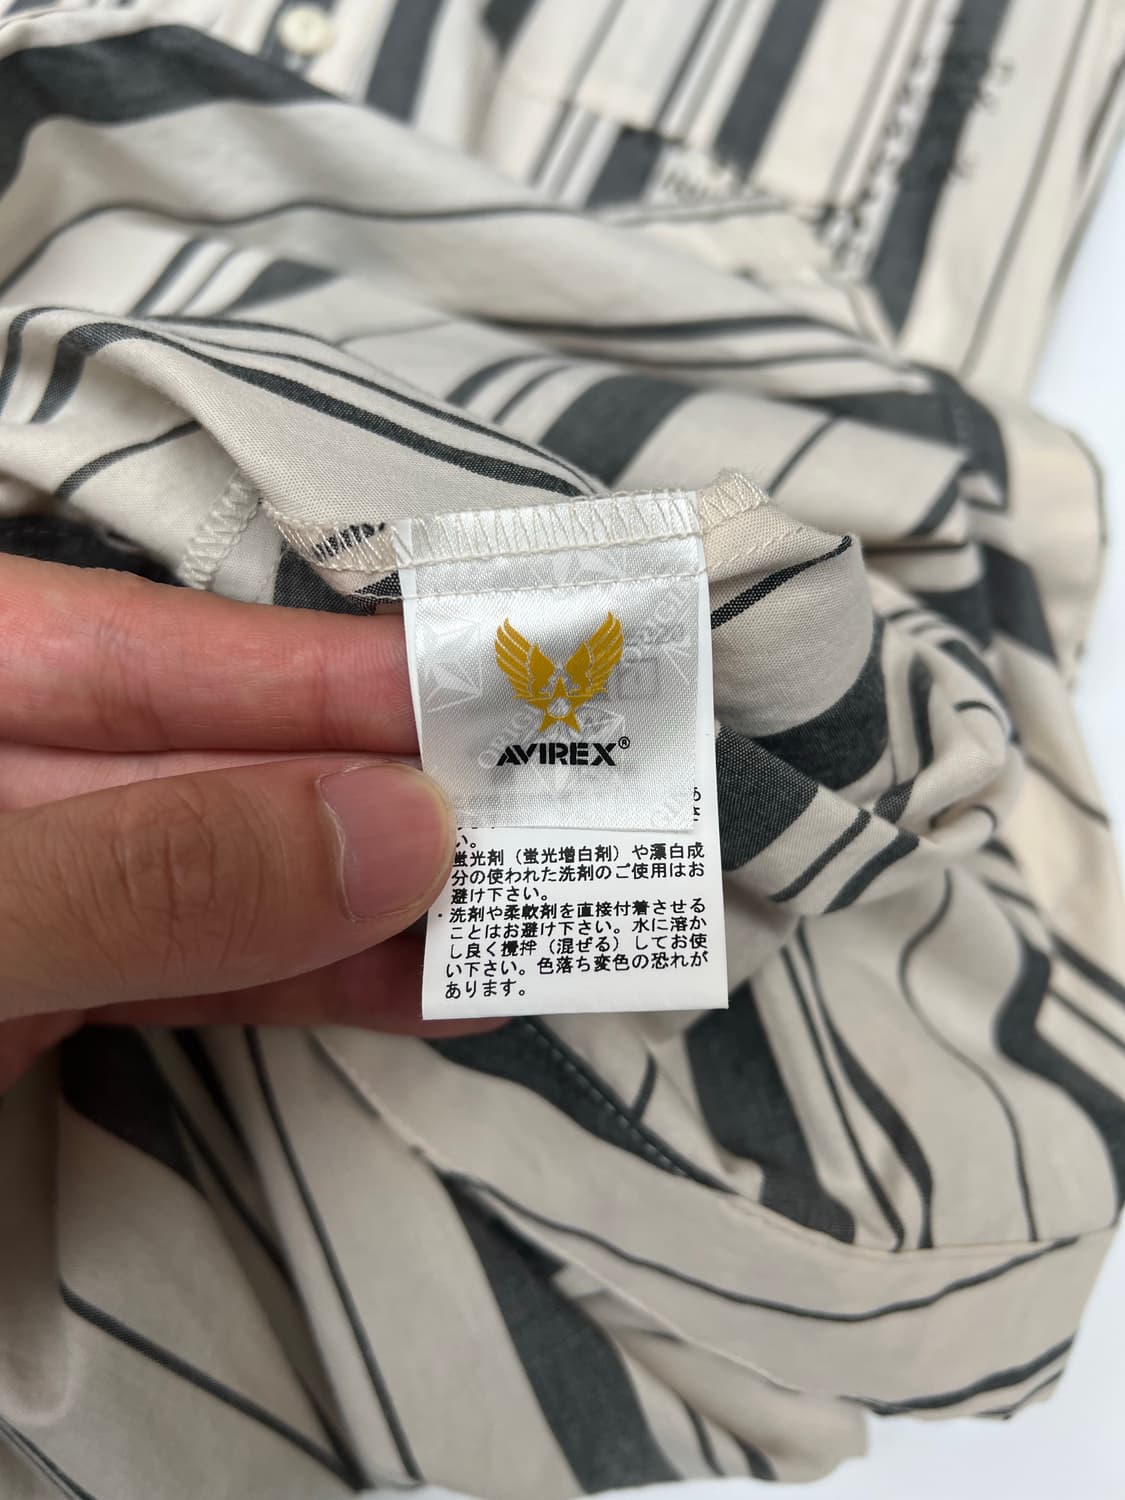 AVIREX®
い。
蛍光剤（蛍光増白剤）や漂白成
分の使われた洗剤のご使用はお
避け下さい。
・洗剤や柔軟剤を直接付着させる
ことはお避け下さい。水に溶か
し良く攪拌（混ぜる）してお使
い下さい。色落ち変色の恐れが
あります。